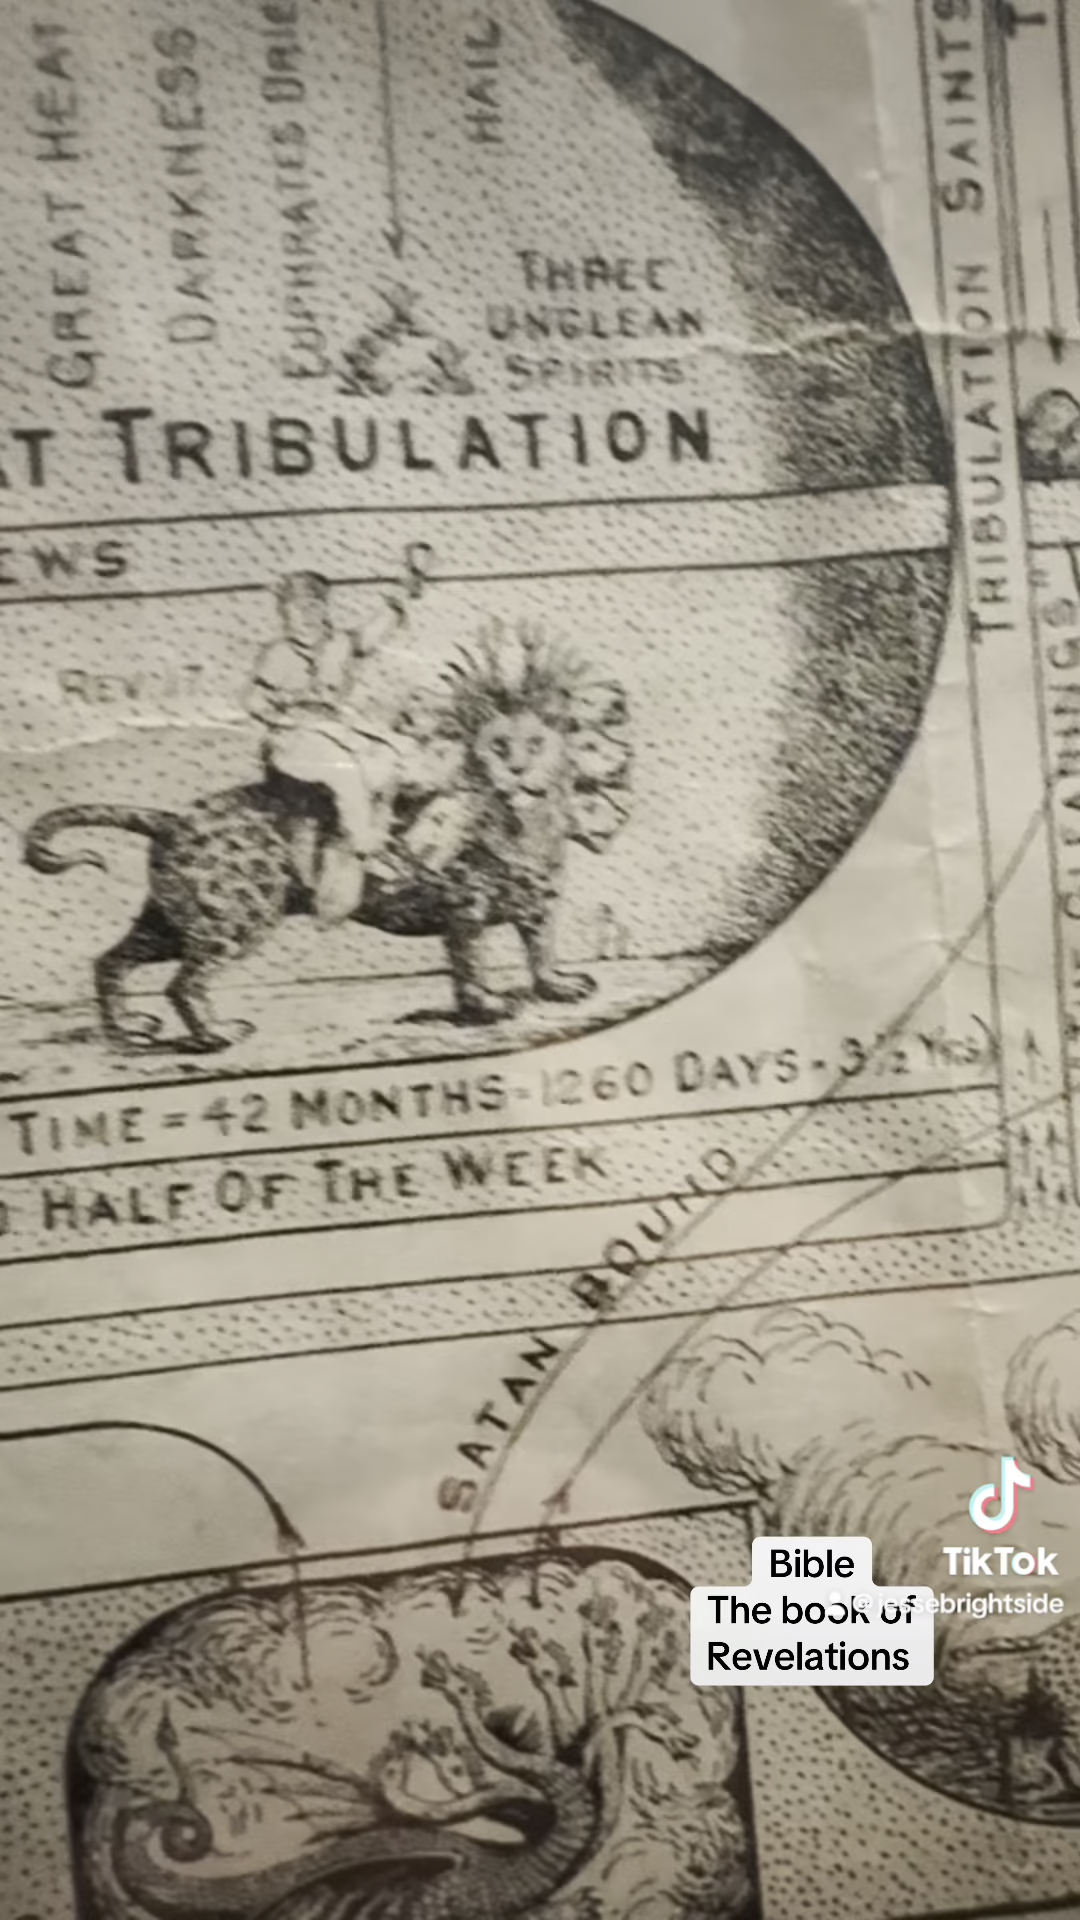 GREAT HEAT
DARKNESS
EUPHRATES DRIE
HAIL
THREE
UNCLEAN
SPIRITS
AT TRIBULATION
TRIBULATION SAINTS
EWS
REV. 17
TIME = 42 MONTHS - 1260 DAYS - 3½ YRS)
HALF OF THE WEEK
SATAN BOUND
TikTok
Bible
The book of
Revelations